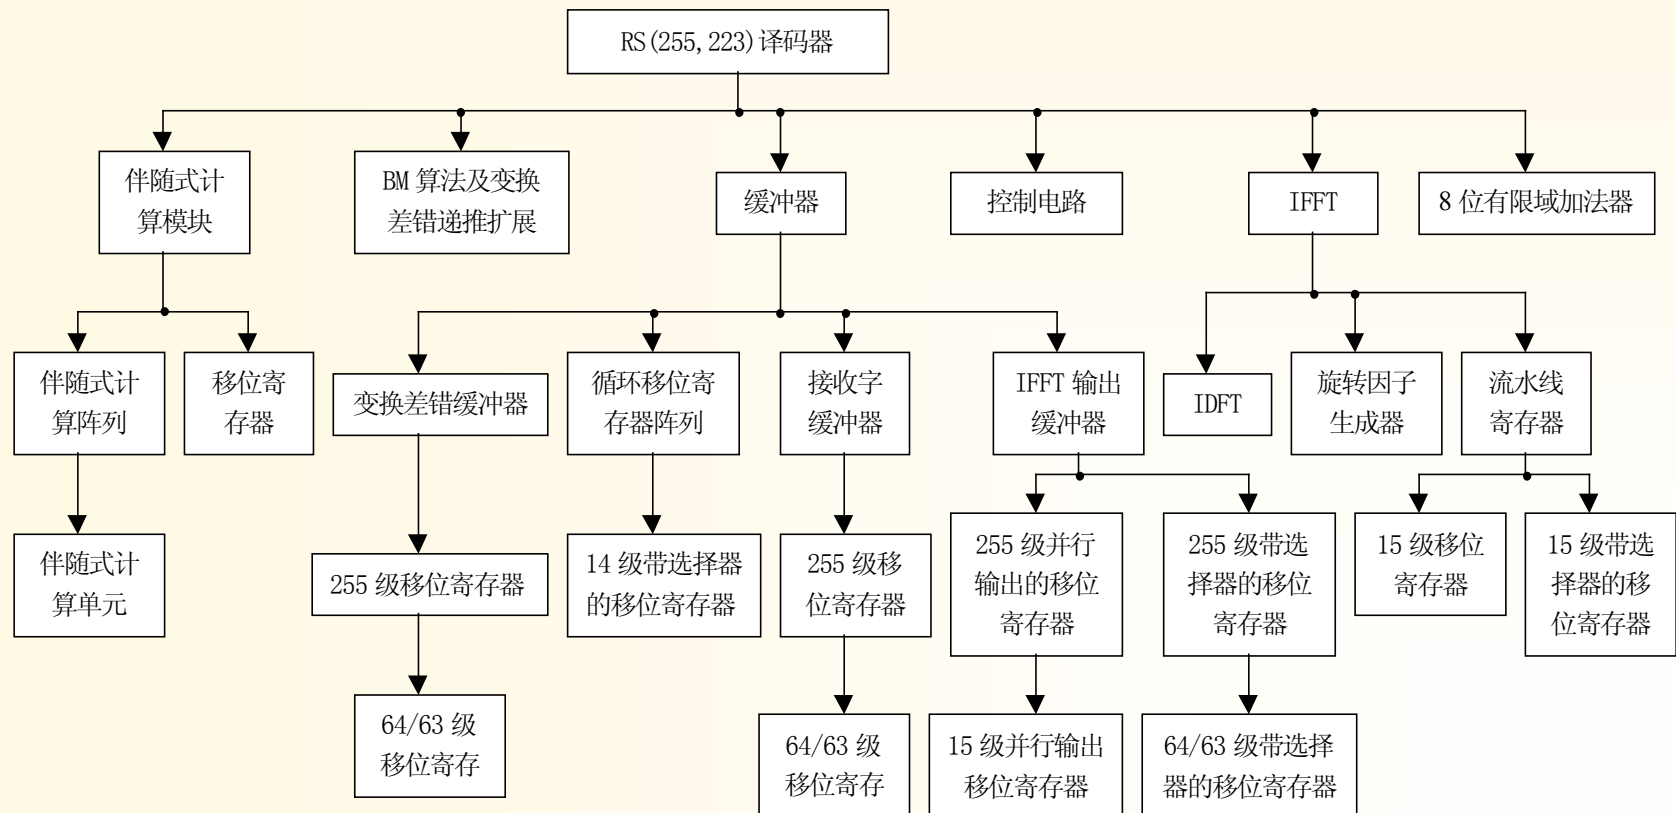 RS(255,223)译码器
伴随式计
算模块
BM 算法及变换
差错递推扩展
缓冲器
控制电路
IFFT
8 位有限域加法器
伴随式计
算阵列
移位寄
存器
变换差错缓冲器
循环移位寄
存器阵列
接收字
缓冲器
IFFT 输出
缓冲器
IDFT
旋转因子
生成器
流水线
寄存器
伴随式计
算单元
255 级移位寄存器
14 级带选择器
的移位寄存器
255 级移
位寄存器
255 级并行
输出的移位
寄存器
255 级带选
择器的移位
寄存器
15 级移位
寄存器
15 级带选
择器的移
位寄存器
64/63 级
移位寄存
64/63 级
移位寄存
15 级并行输出
移位寄存器
64/63 级带选择
器的移位寄存器